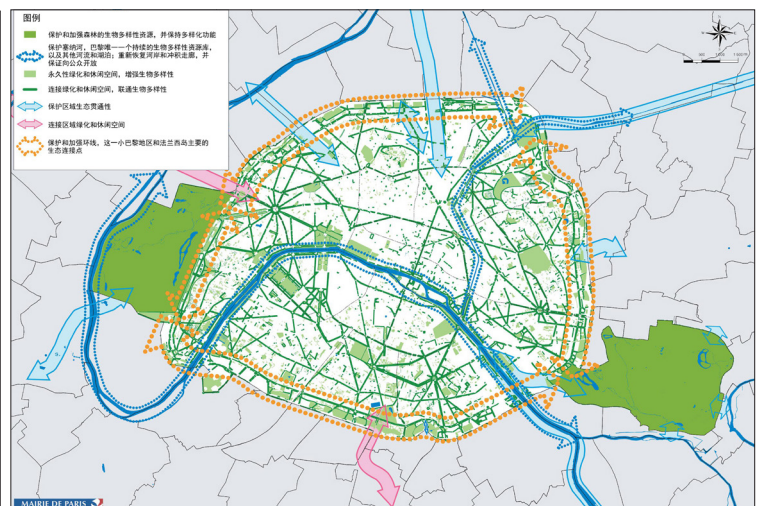 图例
保护和加强森林的生物多样性资源，并保持多样化功能
保护塞纳河，巴黎唯一一个持续的生物多样性资源库，
以及其他河流和湖泊；重新恢复河岸和冲积走廊，并
保证向公众开放
永久性绿化和休闲空间，增强生物多样性
连接绿化和休闲空间，联通生物多样性
保护区域生态贯通性
连接区域绿化和休闲空间
保护和加强环线，这一小巴黎地区和法兰西岛主要的
生态连接点
MAIRIE DE PARIS